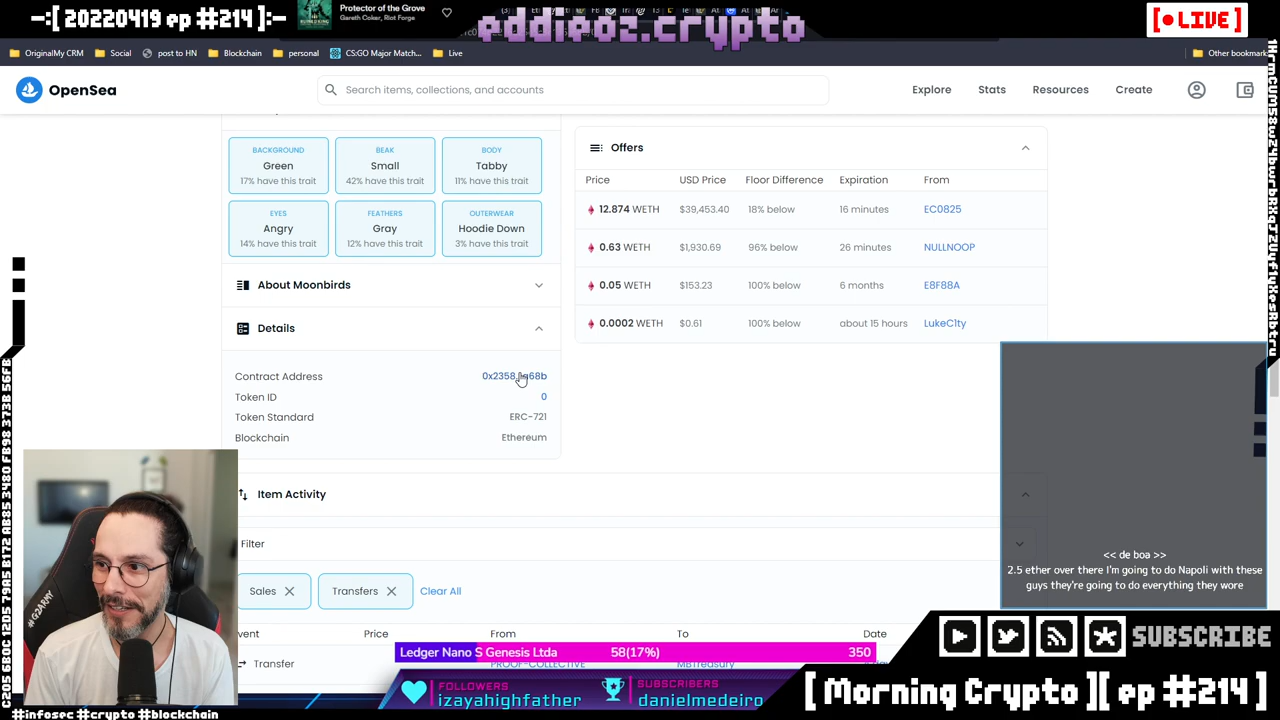 -:[ 20220419 ep #214 ]:-
Protector of the Grove
Gareth Coker, Riot Forge
eddieoz.crypto
[ • LIVE ]
OriginalMy CRM
Social
post to HN
Blockchain
personal
CS:GO Major Match...
Live
Other bookmark
OpenSea
Search items, collections, and accounts
Explore
Stats
Resources
Create
BACKGROUND
Green
17% have this trait
BEAK
Small
42% have this trait
BODY
Tabby
11% have this trait
EYES
Angry
14% have this trait
FEATHERS
Gray
12% have this trait
OUTERWEAR
Hoodie Down
3% have this trait
About Moonbirds
Details
Contract Address
Token ID
0
Token Standard
ERC-721
Blockchain
Ethereum
Offers
Price USD Price Floor Difference Expiration From
12.874 WETH $39,453.40 18% below 16 minutes EC0825
0.63 WETH $1,930.69 96% below 26 minutes NULLNOOP
0.05 WETH $153.23 100% below 6 months E8F88A
0.0002 WETH $0.61 100% below about 15 hours LukeC1ty
Item Activity
Filter
Sales
Transfers
Clear All
vent Price From To Date
Transfer PROOF-COLLECTIVE MBTreasury
<< de boa >>
2.5 ether over there I'm going to do Napoli with these
guys they're going to do everything they wore
Ledger Nano S Genesis Ltda 58(17%) 350
FOLLOWERS
izayahighfather
SUBSCRIBERS
danielmedeiro
SUBSCRIBE
[ Morning Crypto ][ ep #214 ]
#infosec #crypto #blockchain